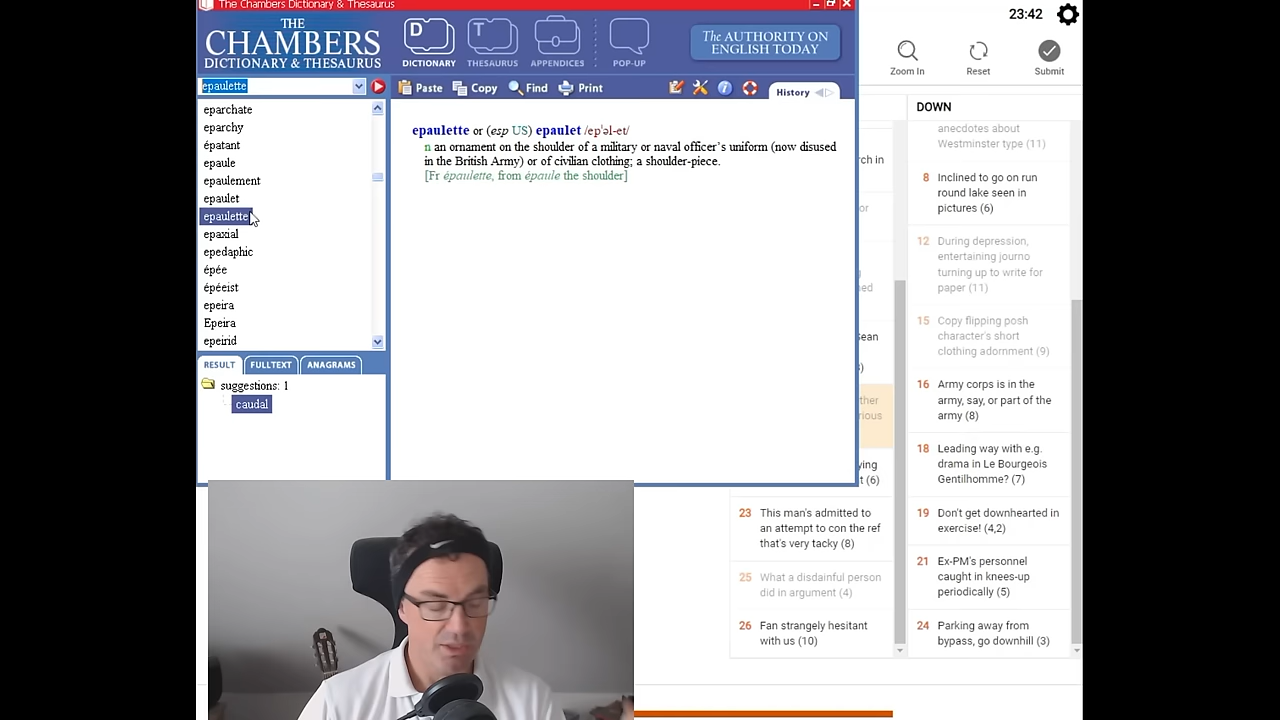 The Chambers Dictionary & Thesaurus
THE
CHAMBERS
DICTIONARY & THESAURUS
D
DICTIONARY
T
THESAURUS
APPENDICES
POP-UP
The AUTHORITY ON
ENGLISH TODAY
23:42
Zoom In
Reset
Submit
epaulette
Paste
Copy
Find
Print
History
eparchate
eparchy
épatant
epaule
epaulement
epaulet
epaulette
epaxial
epedaphic
épée
épéeist
epeira
Epeira
epeirid
epaulette or (esp US) epaulet /ep'əl-et/
n an ornament on the shoulder of a military or naval officer's uniform (now disused
in the British Army) or of civilian clothing; a shoulder-piece.
[Fr épaulette, from épaule the shoulder]
RESULT
FULLTEXT
ANAGRAMS
suggestions: 1
caudal
rch in
or
ned
ean
ther
rious
ying
t (6)
23 This man's admitted to
an attempt to con the ref
that's very tacky (8)
25 What a disdainful person
did in argument (4)
26 Fan strangely hesitant
with us (10)
DOWN
anecdotes about
Westminster type (11)
8 Inclined to go on run
round lake seen in
pictures (6)
12 During depression,
entertaining journo
turning up to write for
paper (11)
15 Copy flipping posh
character's short
clothing adornment (9)
16 Army corps is in the
army, say, or part of the
army (8)
18 Leading way with e.g.
drama in Le Bourgeois
Gentilhomme? (7)
19 Don't get downhearted in
exercise! (4,2)
21 Ex-PM's personnel
caught in knees-up
periodically (5)
24 Parking away from
bypass, go downhill (3)